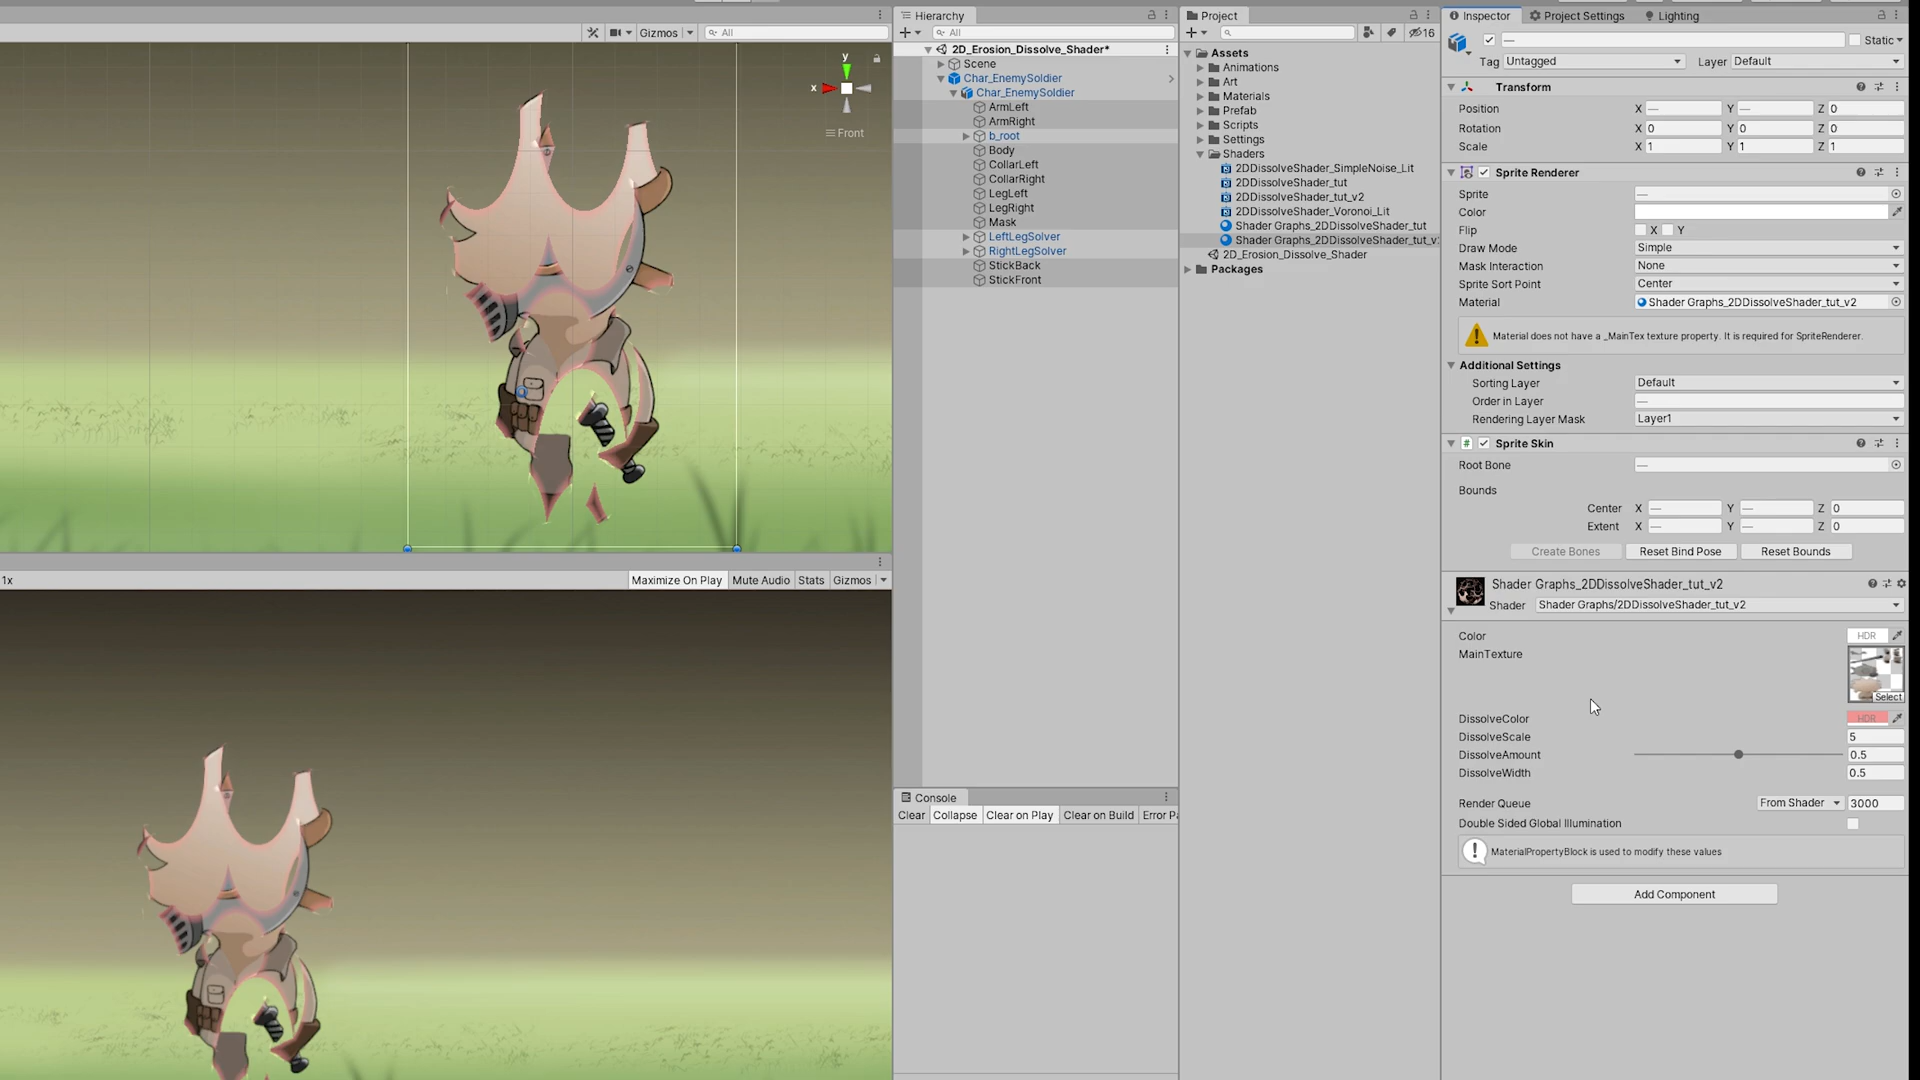 Gizmos
All
y
x
Front
1x
Maximize On Play
Mute Audio
Stats
Gizmos
Hierarchy
All
2D_Erosion_Dissolve_Shader*
Scene
Char_EnemySoldier
Char_EnemySoldier
ArmLeft
ArmRight
b_root
Body
CollarLeft
CollarRight
LegLeft
LegRight
Mask
LeftLegSolver
RightLegSolver
StickBack
StickFront
Console
Clear
Collapse
Clear on Play
Clear on Build
Error Pa
Project
16
Assets
Animations
Art
Materials
Prefab
Scripts
Settings
Shaders
2DDissolveShader_SimpleNoise_Lit
2DDissolveShader_tut
2DDissolveShader_tut_v2
2DDissolveShader_Voronoi_Lit
Shader Graphs_2DDissolveShader_tut
Shader Graphs_2DDissolveShader_tut_v
2D_Erosion_Dissolve_Shader
Packages
Inspector
Project Settings
Lighting
— Static
Tag Untagged Layer Default
Transform
Position X — Y — Z 0
Rotation X 0 Y 0 Z 0
Scale X 1 Y 1 Z 1
Sprite Renderer
Sprite —
Color
Flip X Y
Draw Mode Simple
Mask Interaction None
Sprite Sort Point Center
Material Shader Graphs_2DDissolveShader_tut_v2
Material does not have a _MainTex texture property. It is required for SpriteRenderer.
Additional Settings
Sorting Layer Default
Order in Layer —
Rendering Layer Mask Layer1
# Sprite Skin
Root Bone —
Bounds
Center X — Y — Z 0
Extent X — Y — Z 0
Create Bones Reset Bind Pose Reset Bounds
Shader Graphs_2DDissolveShader_tut_v2
Shader Shader Graphs/2DDissolveShader_tut_v2
Color HDR
MainTexture
Select
DissolveColor HDR
DissolveScale 5
DissolveAmount 0.5
DissolveWidth 0.5
Render Queue From Shader 3000
Double Sided Global Illumination
MaterialPropertyBlock is used to modify these values
Add Component